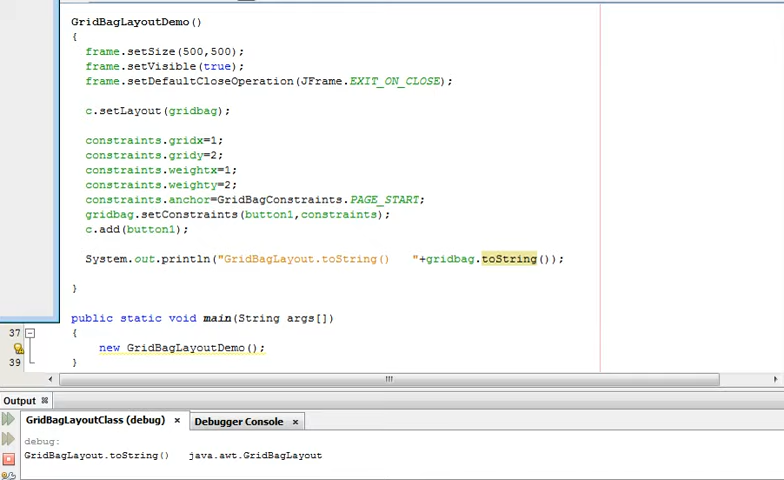 GridBagLayoutDemo()
{
frame.setSize(500,500);
frame.setVisible(true);
frame.setDefaultCloseOperation(JFrame.EXIT_ON_CLOSE);
c.setLayout(gridbag);
constraints.gridx=1;
constraints.gridy=2;
constraints.weightx=1;
constraints.weighty=2;
constraints.anchor=GridBagConstraints.PAGE_START;
gridbag.setConstraints(button1,constraints);
c.add(button1);
System.out.println("GridBagLayout.toString()   "+gridbag.toString());
}
public static void main(String args[])
37 {
new GridBagLayoutDemo();
39 }
Output
GridBagLayoutClass (debug) × Debugger Console ×
debug:
GridBagLayout.toString()   java.awt.GridBagLayout